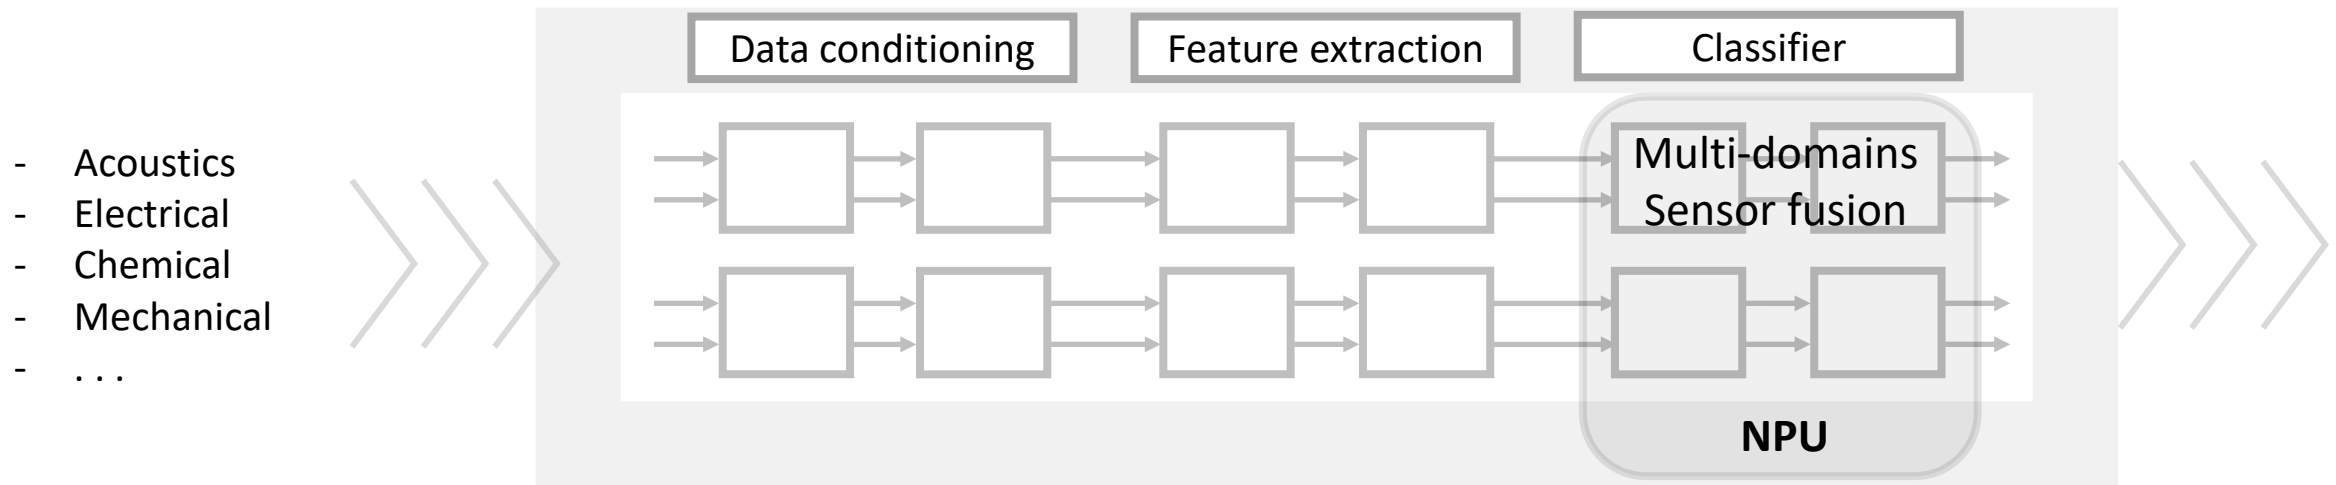 Data conditioning
Feature extraction
Classifier
- Acoustics
- Electrical
- Chemical
- Mechanical
- . . .
Multi-domains
Sensor fusion
NPU